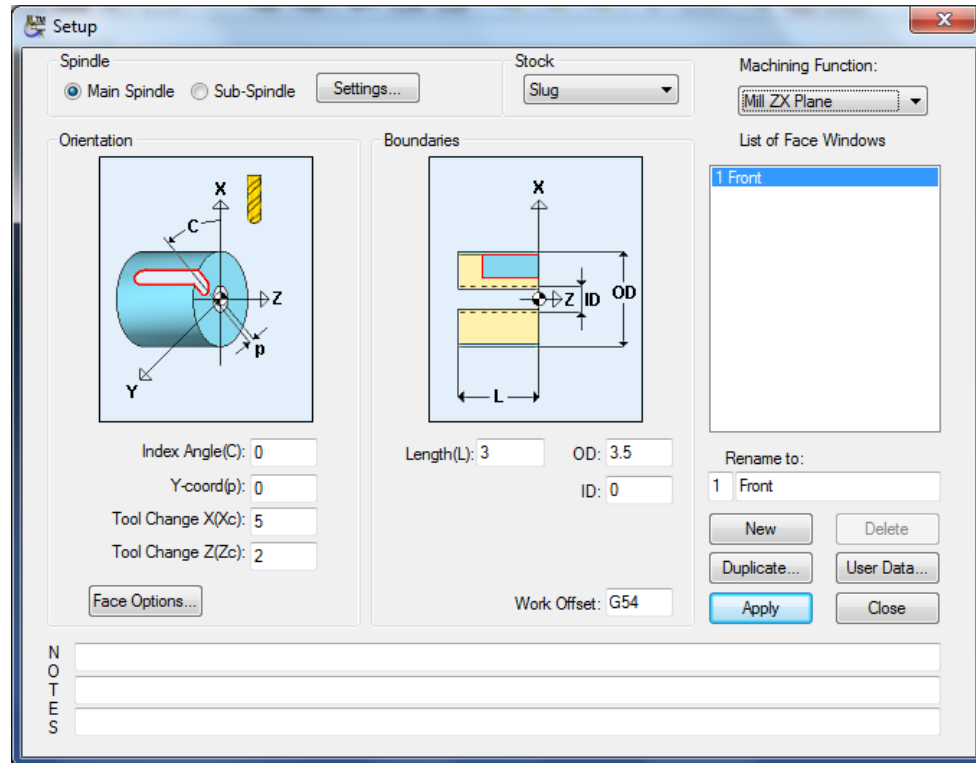 Setup
Spindle
Main Spindle
Sub-Spindle
Settings...
Stock
Slug
Machining Function:
Mill ZX Plane
Orientation
X
C
Z
p
Y
Index Angle(C): 0
Y-coord(p): 0
Tool Change X(Xc): 5
Tool Change Z(Zc): 2
Face Options...
Boundaries
X
Z
ID
OD
L
Length(L): 3
OD: 3.5
ID: 0
Work Offset: G54
List of Face Windows
1 Front
Rename to:
1 Front
New
Delete
Duplicate...
User Data...
Apply
Close
NOTES